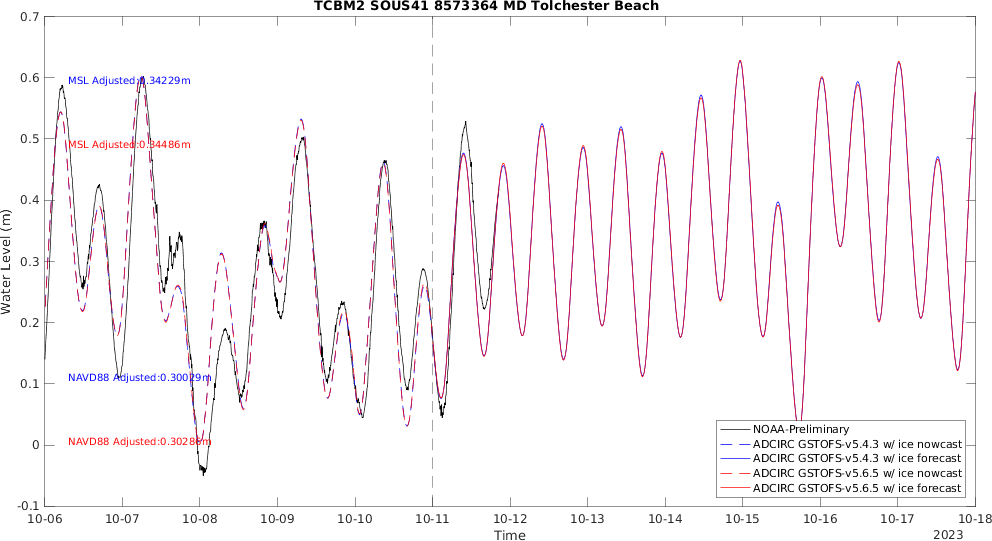 TCBM2 SOUS41 8573364 MD Tolchester Beach
Water Level (m)
0.7
0.6
0.5
0.4
0.3
0.2
0.1
0
-0.1
MSL Adjusted:0.34229m
MSL Adjusted:0.34486m
NAVD88 Adjusted:0.30029m
NAVD88 Adjusted:0.30286m
NOAA-Preliminary
ADCIRC GSTOFS-v5.4.3 w/ ice nowcast
ADCIRC GSTOFS-v5.4.3 w/ ice forecast
ADCIRC GSTOFS-v5.6.5 w/ ice nowcast
ADCIRC GSTOFS-v5.6.5 w/ ice forecast
10-06 10-07 10-08 10-09 10-10 10-11 10-12 10-13 10-14 10-15 10-16 10-17 10-18
Time
2023